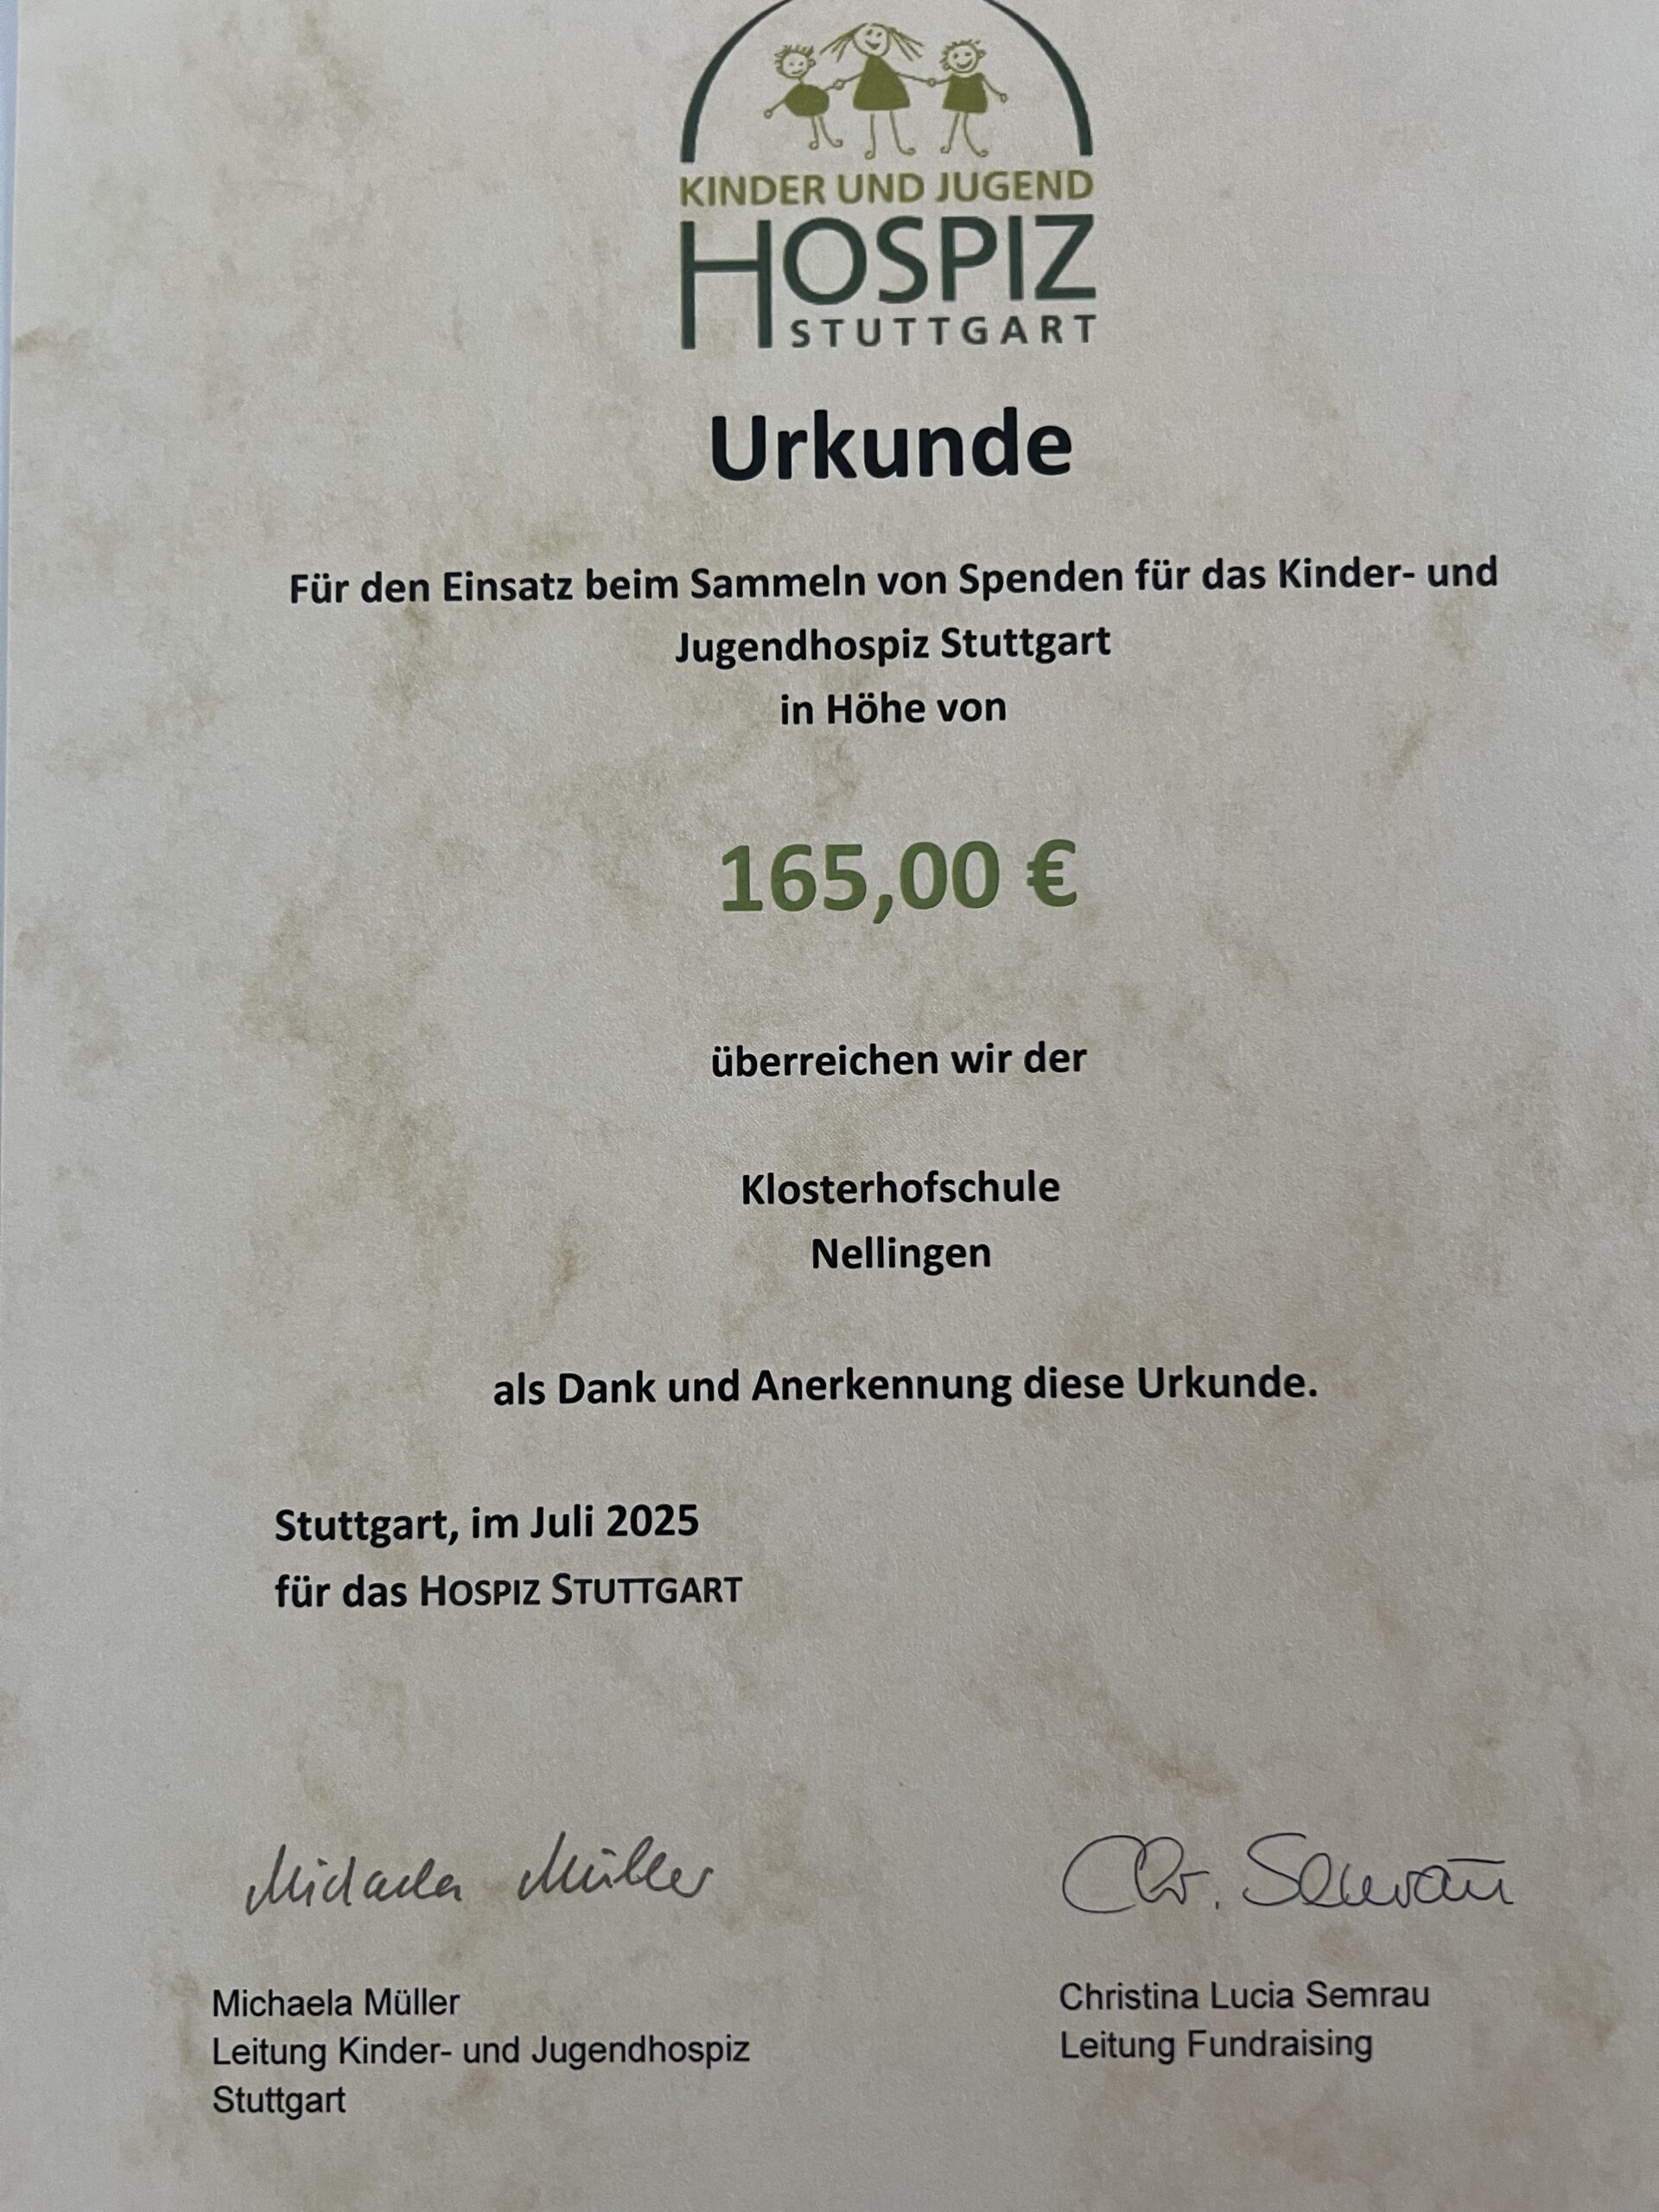 KINDER UND JUGEND
HOSPIZ
STUTTGART
Urkunde
Für den Einsatz beim Sammeln von Spenden für das Kinder- und
Jugendhospiz Stuttgart
in Höhe von
165,00 €
überreichen wir der
Klosterhofschule
Nellingen
als Dank und Anerkennung diese Urkunde.
Stuttgart, im Juli 2025
für das HOSPIZ STUTTGART
Michaela Müller
Chr. Semrau
Michaela Müller
Leitung Kinder- und Jugendhospiz
Stuttgart
Christina Lucia Semrau
Leitung Fundraising